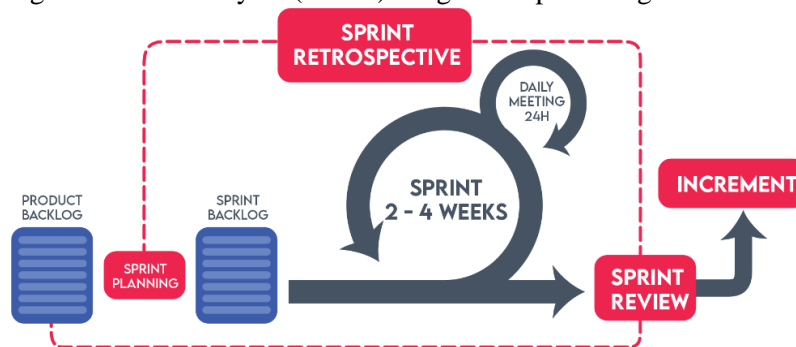 SPRINT
RETROSPECTIVE
DAILY
MEETING
24H
SPRINT
2 - 4 WEEKS
INCREMENT
PRODUCT
BACKLOG
SPRINT
BACKLOG
SPRINT
PLANNING
SPRINT
REVIEW